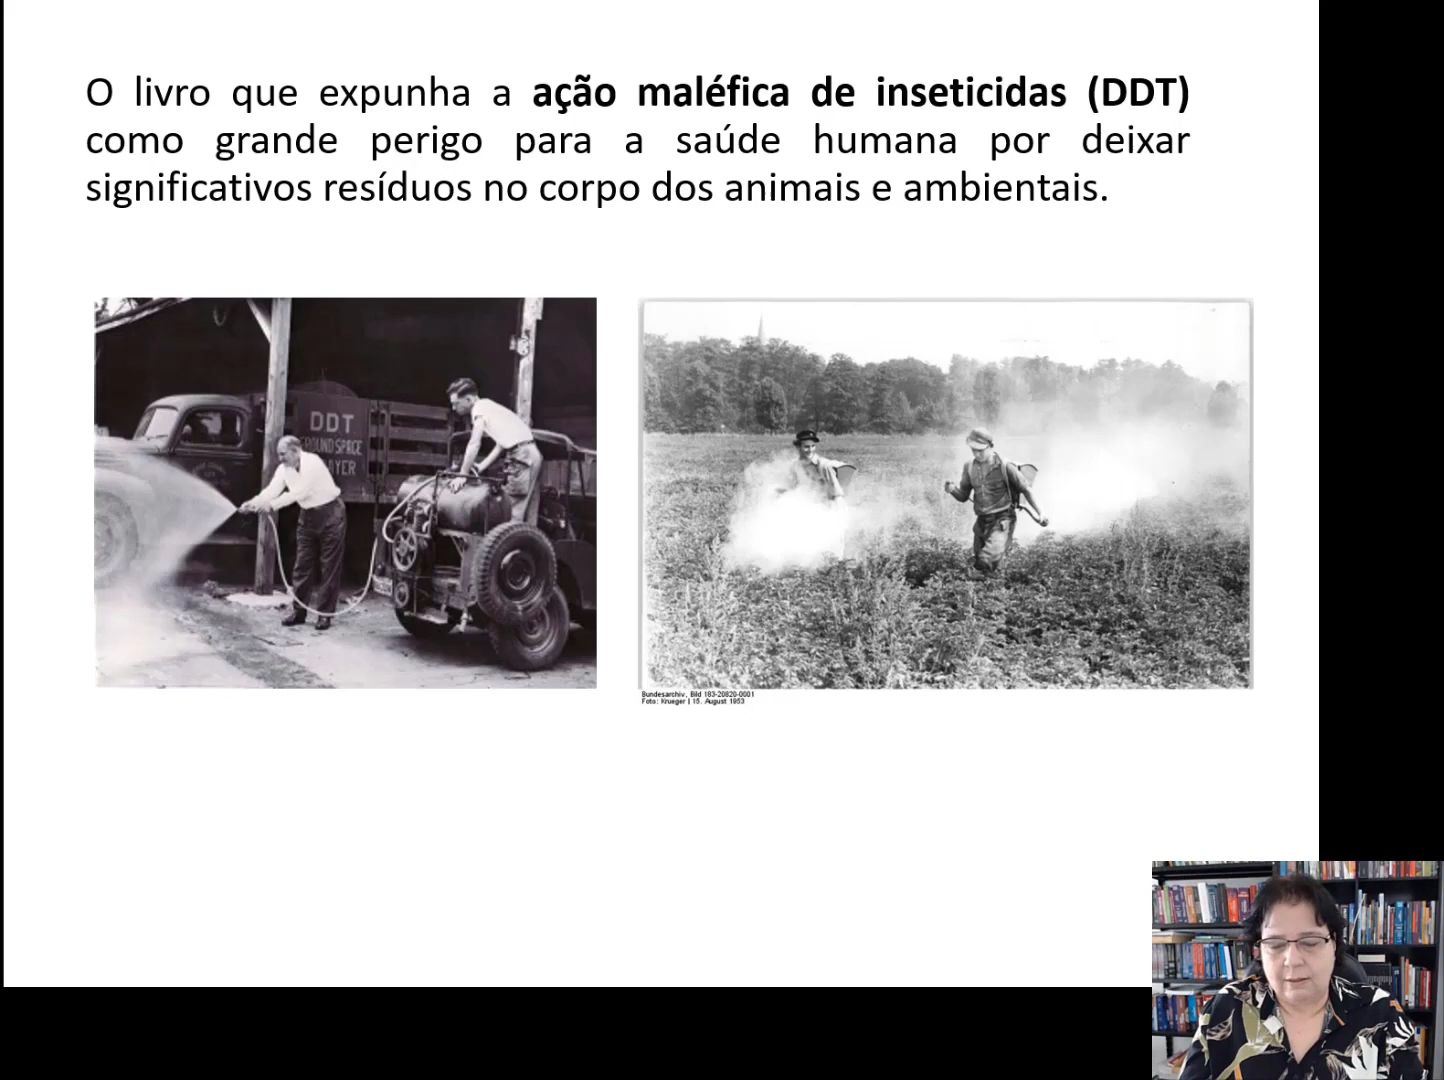 O livro que expunha a ação maléfica de inseticidas (DDT)
como grande perigo para a saúde humana por deixar
significativos resíduos no corpo dos animais e ambientais.
DDT
Bundesarchiv, Bild 183-20820-0001
Foto: Krueger | 15. August 1953